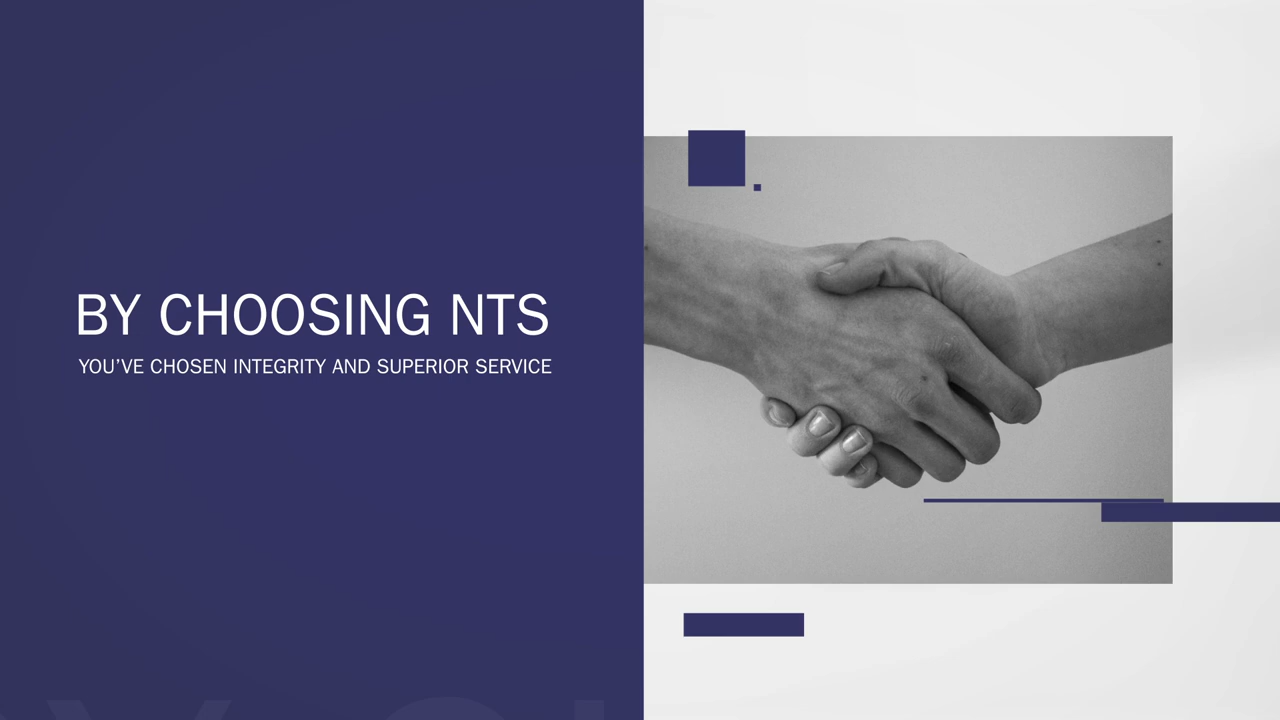 BY CHOOSING NTS
YOU'VE CHOSEN INTEGRITY AND SUPERIOR SERVICE